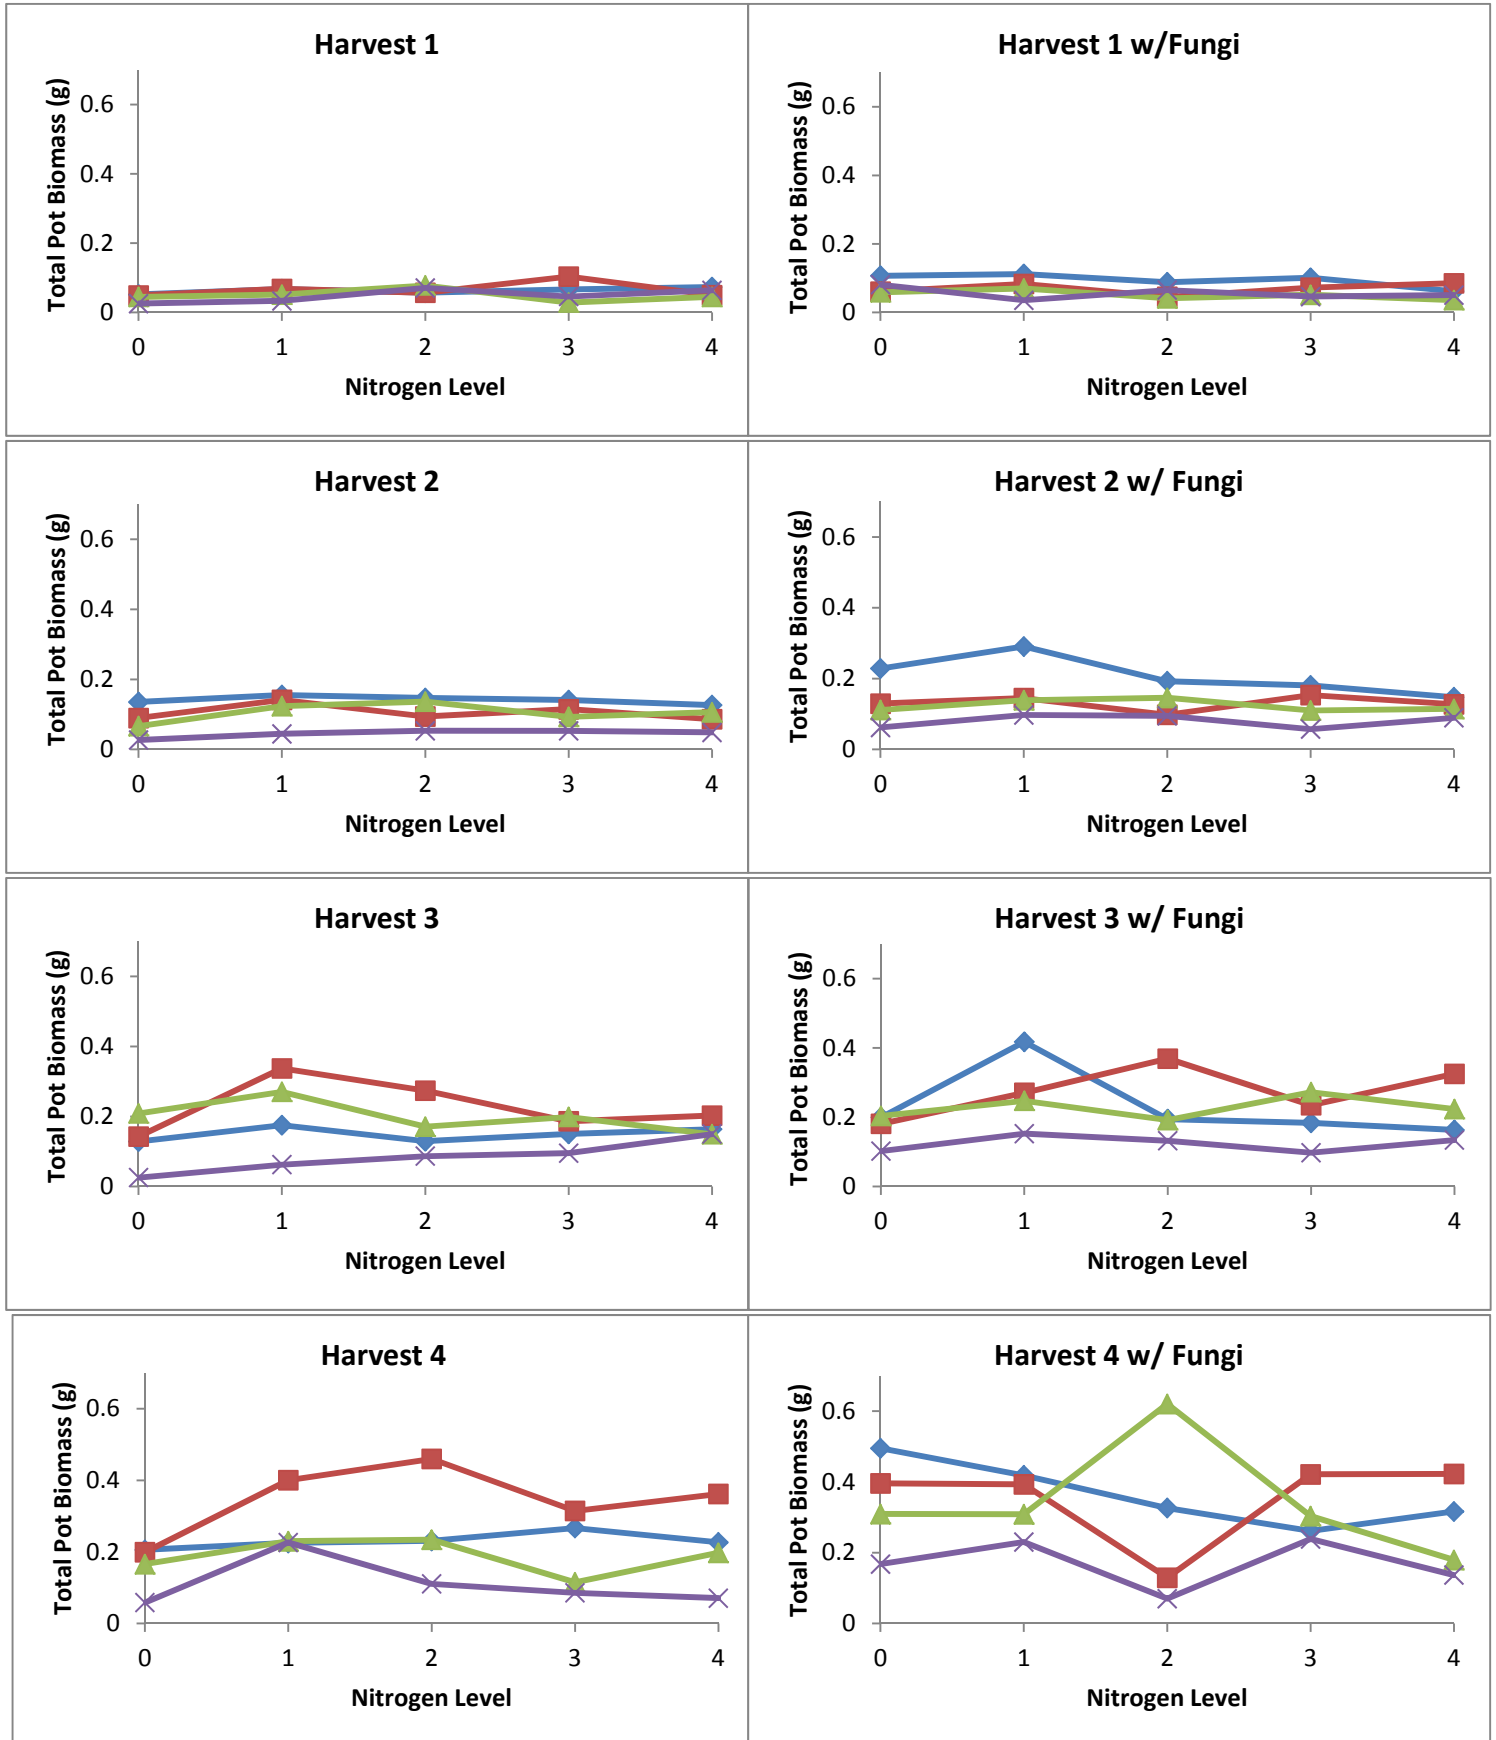 Harvest 1
Total Pot Biomass (g)
0.6
0.4
0.2
0
0 1 2 3 4
Nitrogen Level
Harvest 1 w/Fungi
Total Pot Biomass (g)
0.6
0.4
0.2
0
0 1 2 3 4
Nitrogen Level
Harvest 2
Total Pot Biomass (g)
0.6
0.4
0.2
0
0 1 2 3 4
Nitrogen Level
Harvest 2 w/ Fungi
Total Pot Biomass (g)
0.6
0.4
0.2
0
0 1 2 3 4
Nitrogen Level
Harvest 3
Total Pot Biomass (g)
0.6
0.4
0.2
0
0 1 2 3 4
Nitrogen Level
Harvest 3 w/ Fungi
Total Pot Biomass (g)
0.6
0.4
0.2
0
0 1 2 3 4
Nitrogen Level
Harvest 4
Total Pot Biomass (g)
0.6
0.4
0.2
0
0 1 2 3 4
Nitrogen Level
Harvest 4 w/ Fungi
Total Pot Biomass (g)
0.6
0.4
0.2
0
0 1 2 3 4
Nitrogen Level